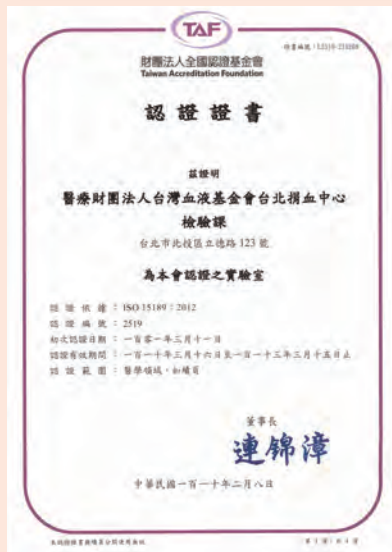 TAF
財團法人全國認證基金會
Taiwan Accreditation Foundation
認證證書
茲證明
醫療財團法人台灣血液基金會台北捐血中心
檢驗課
台北市北投區立德路 123 號
為本會認證之實驗室
認證依據：ISO 15189：2012
認證編號：2519
初次認證日期：一百零一年三月十一日
認證有效期間：一百一十年三月十六日至一百一十三年三月十五日止
認證範圍：醫學領域，如續頁
董事長
連錦漳
中華民國一百一十年二月八日